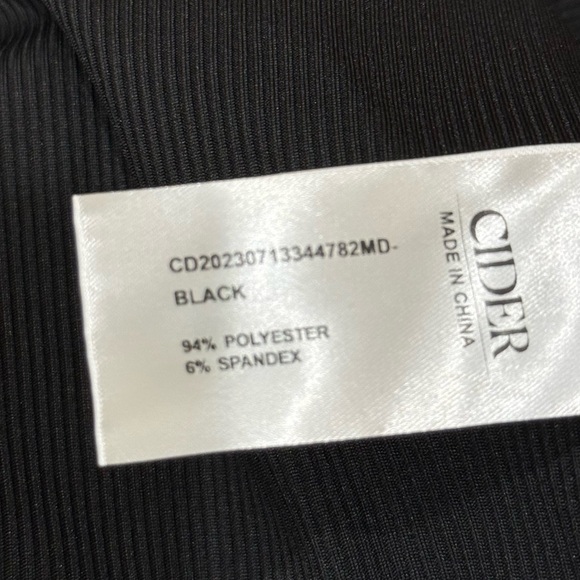 CD20230713344782MD-
BLACK
94% POLYESTER
6% SPANDEX
CIDER
MADE IN CHINA